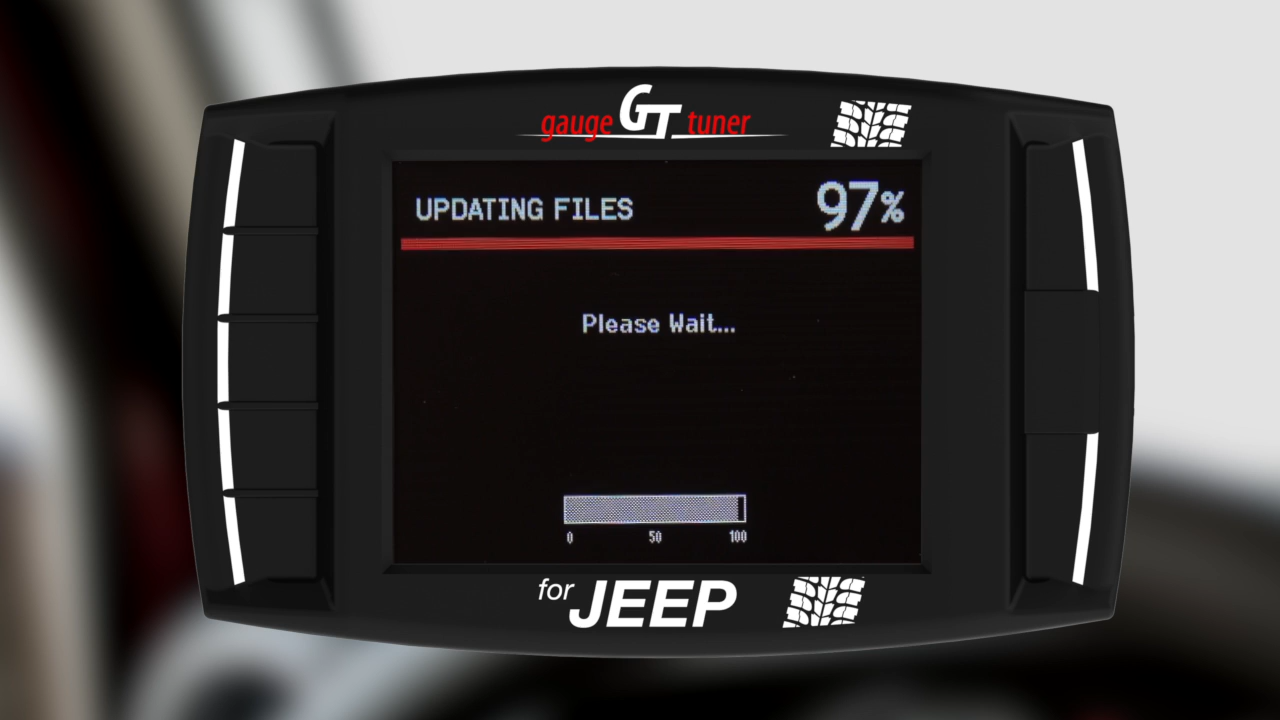 gauge GT tuner
UPDATING FILES 97%
Please Wait...
0 50 100
for JEEP